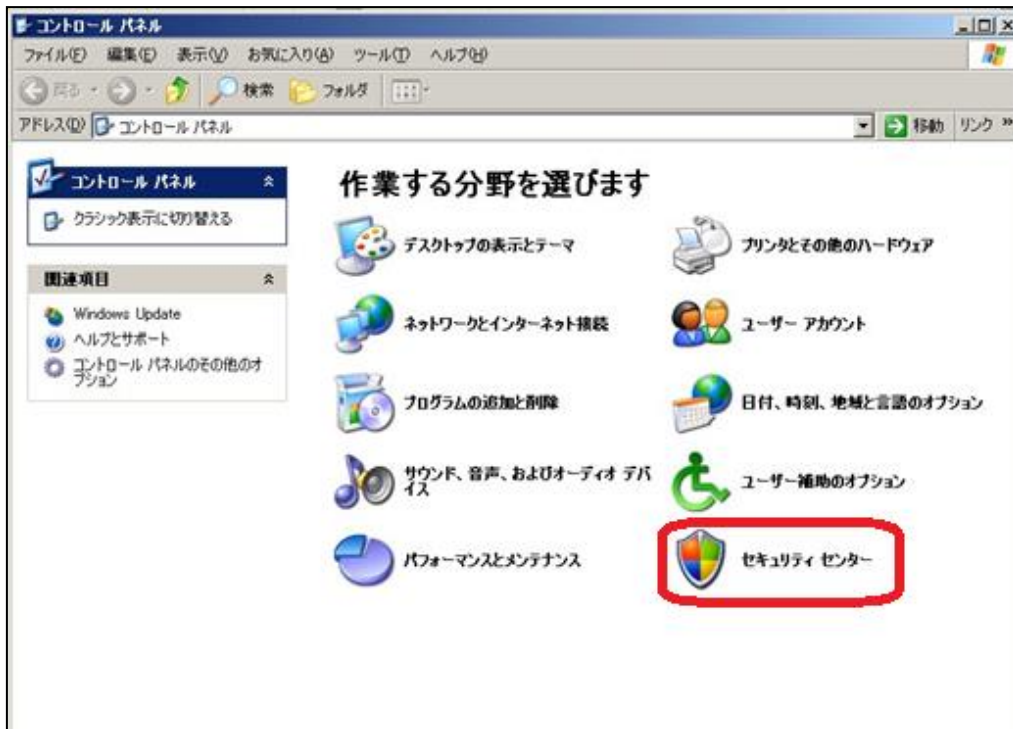 コントロール パネル
ファイル(F) 編集(E) 表示(V) お気に入り(A) ツール(T) ヘルプ(H)
戻る 検索 フォルダ
アドレス(D) コントロール パネル 移動 リンク »
コントロール パネル
クラシック表示に切り替える
関連項目
Windows Update
ヘルプとサポート
コントロール パネルのその他のオ
プション
作業する分野を選びます
デスクトップの表示とテーマ
プリンタとその他のハードウェア
ネットワークとインターネット接続
ユーザー アカウント
プログラムの追加と削除
日付、時刻、地域と言語のオプション
サウンド、音声、およびオーディオ デバ
イス
ユーザー補助のオプション
パフォーマンスとメンテナンス
セキュリティ センター